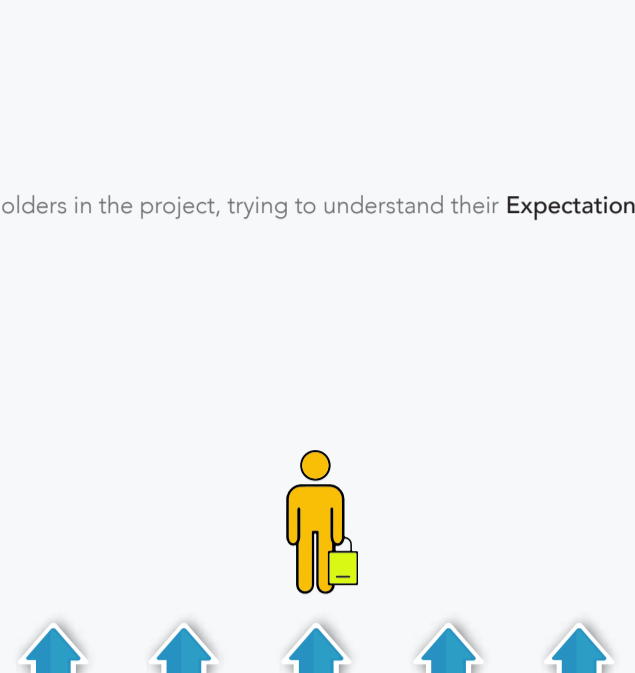 olders in the project, trying to understand their Expectation